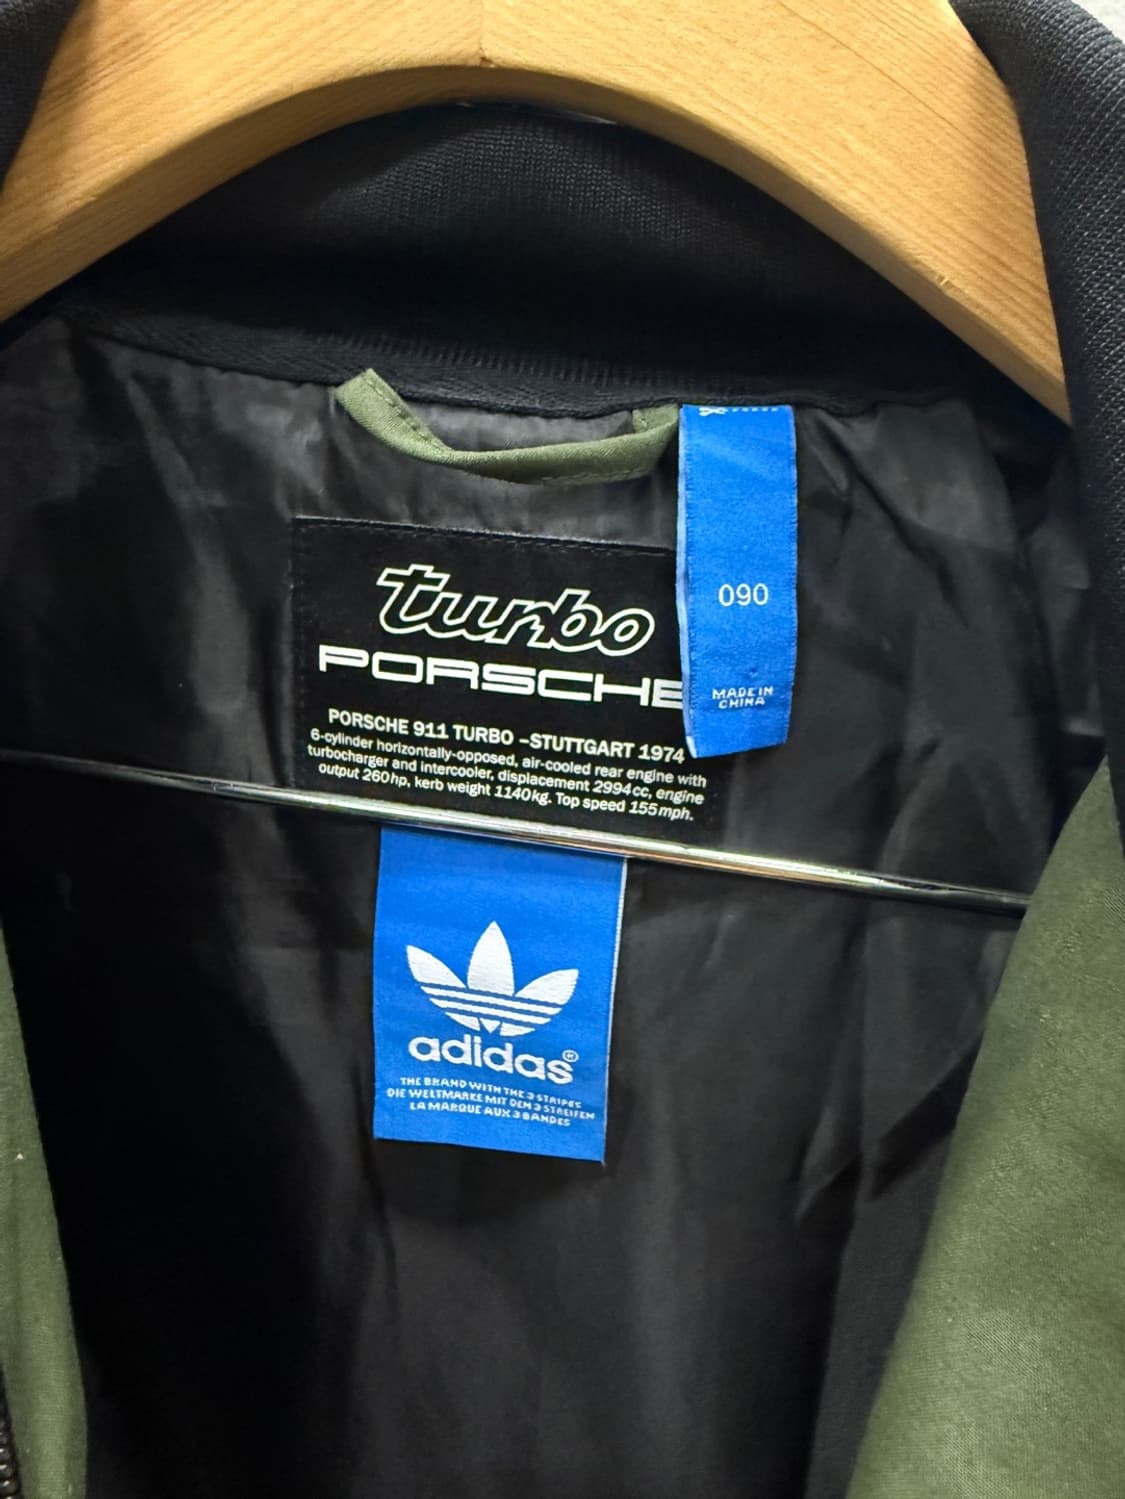 turbo
PORSCHE
PORSCHE 911 TURBO –STUTTGART 1974
6-cylinder horizontally-opposed, air-cooled rear engine with
turbocharger and intercooler, displacement 2994cc, engine
output 260hp, kerb weight 1140kg. Top speed 155mph.
090
MADE IN
CHINA
adidas®
THE BRAND WITH THE 3 STRIPES
DIE WELTMARKE MIT DEN 3 STREIFEN
LA MARQUE AUX 3 BANDES